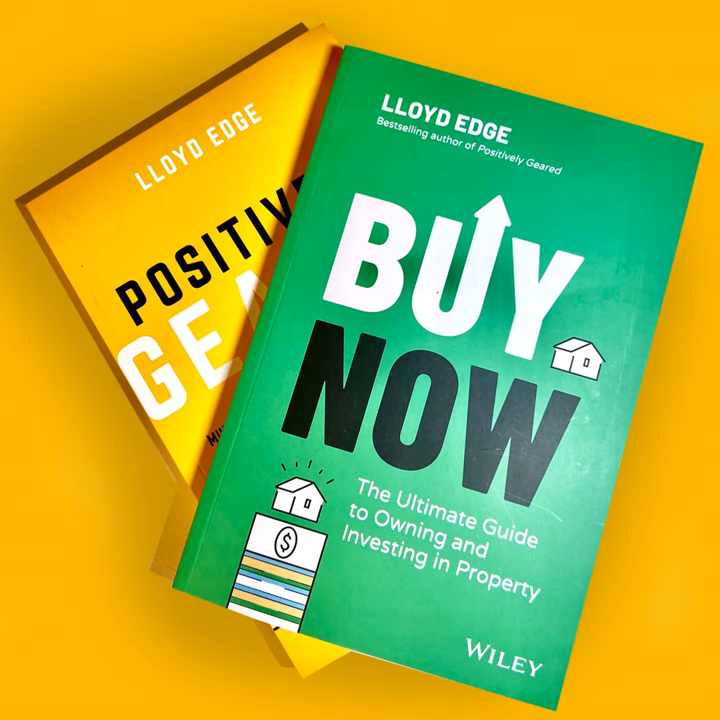 LLOYD EDGE
POSITIV
GEA
LLOYD EDGE
Bestselling author of Positively Geared
BUY
NOW
$
The Ultimate Guide
to Owning and
Investing in Property
WILEY